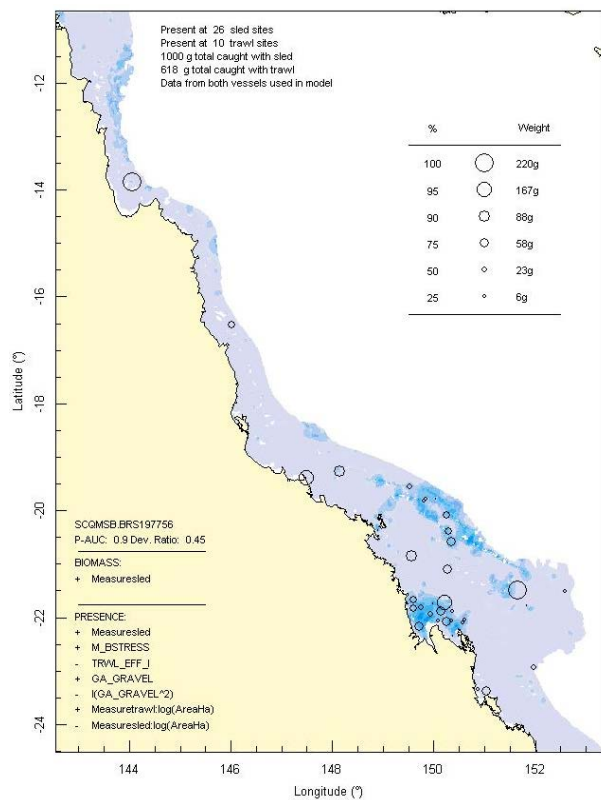 Present at 26 sled sites
Present at 10 trawl sites
1000 g total caught with sled
618 g total caught with trawl
Data from both vessels used in model
% Weight
100 220g
95 167g
90 88g
75 58g
50 23g
25 6g
-12
-14
-16
-18
-20
-22
-24
Latitude (°)
SCQMSB.BRS197756
P-AUC: 0.9 Dev. Ratio: 0.45
BIOMASS:
+ Measuresled
PRESENCE:
+ Measuresled
+ M_BSTRESS
- TRWL_EFF_I
+ GA_GRAVEL
- I(GA_GRAVEL^2)
+ Measuretrawl:log(AreaHa)
- Measuresled:log(AreaHa)
144 146 148 150 152
Longitude (°)